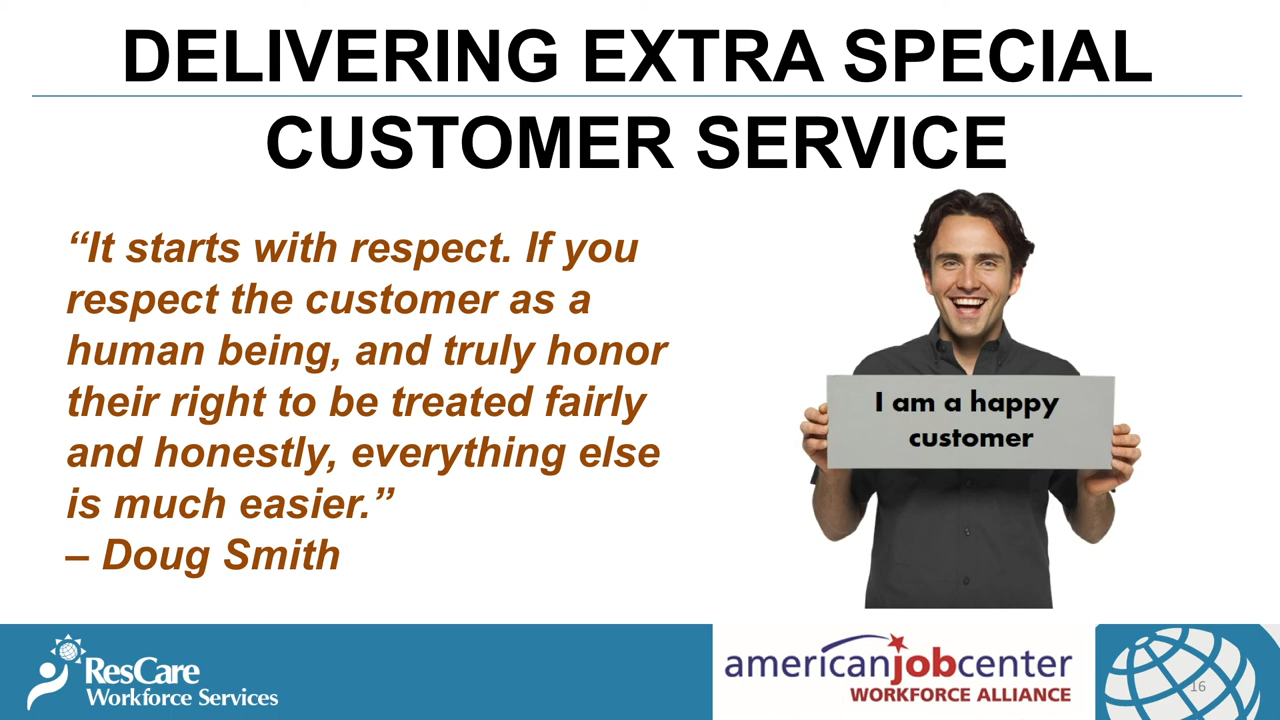 DELIVERING EXTRA SPECIAL
CUSTOMER SERVICE
“It starts with respect. If you
respect the customer as a
human being, and truly honor
their right to be treated fairly
and honestly, everything else
is much easier.”
– Doug Smith
I am a happy
customer
ResCare
Workforce Services
americanjobcenter
WORKFORCE ALLIANCE
16